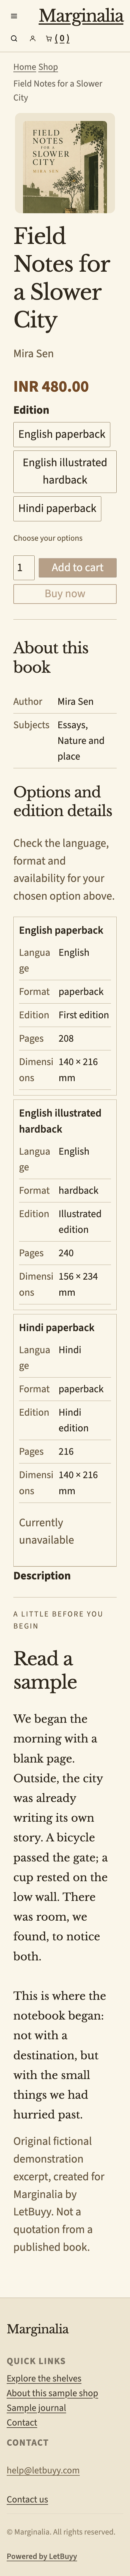 Marginalia
( 0 )
Home Shop
Field Notes for a Slower
City
FIELD
NOTES FOR
A SLOWER
CITY
MIRA SEN
Field
Notes for
a Slower
City
Mira Sen
INR 480.00
Edition
English paperback
English illustrated
hardback
Hindi paperback
Choose your options
1
Add to cart
Buy now
About this
book
Author Mira Sen
Subjects Essays,
Nature and
place
Options and
edition details
Check the language,
format and
availability for your
chosen option above.
English paperback
Langua English
ge
Format paperback
Edition First edition
Pages 208
Dimensi 140 × 216
ons mm
English illustrated
hardback
Langua English
ge
Format hardback
Edition Illustrated
edition
Pages 240
Dimensi 156 × 234
ons mm
Hindi paperback
Langua Hindi
ge
Format paperback
Edition Hindi
edition
Pages 216
Dimensi 140 × 216
ons mm
Currently
unavailable
Description
A LITTLE BEFORE YOU
BEGIN
Read a
sample
We began the
morning with a
blank page.
Outside, the city
was already
writing its own
story. A bicycle
passed the gate; a
cup rested on the
low wall. There
was room, we
found, to notice
both.
This is where the
notebook began:
not with a
destination, but
with the small
things we had
hurried past.
Original fictional
demonstration
excerpt, created for
Marginalia by
LetBuyy. Not a
quotation from a
published book.
Marginalia
QUICK LINKS
Explore the shelves
About this sample shop
Sample journal
Contact
CONTACT
help@letbuyy.com
Contact us
© Marginalia. All rights reserved.
Powered by LetBuyy